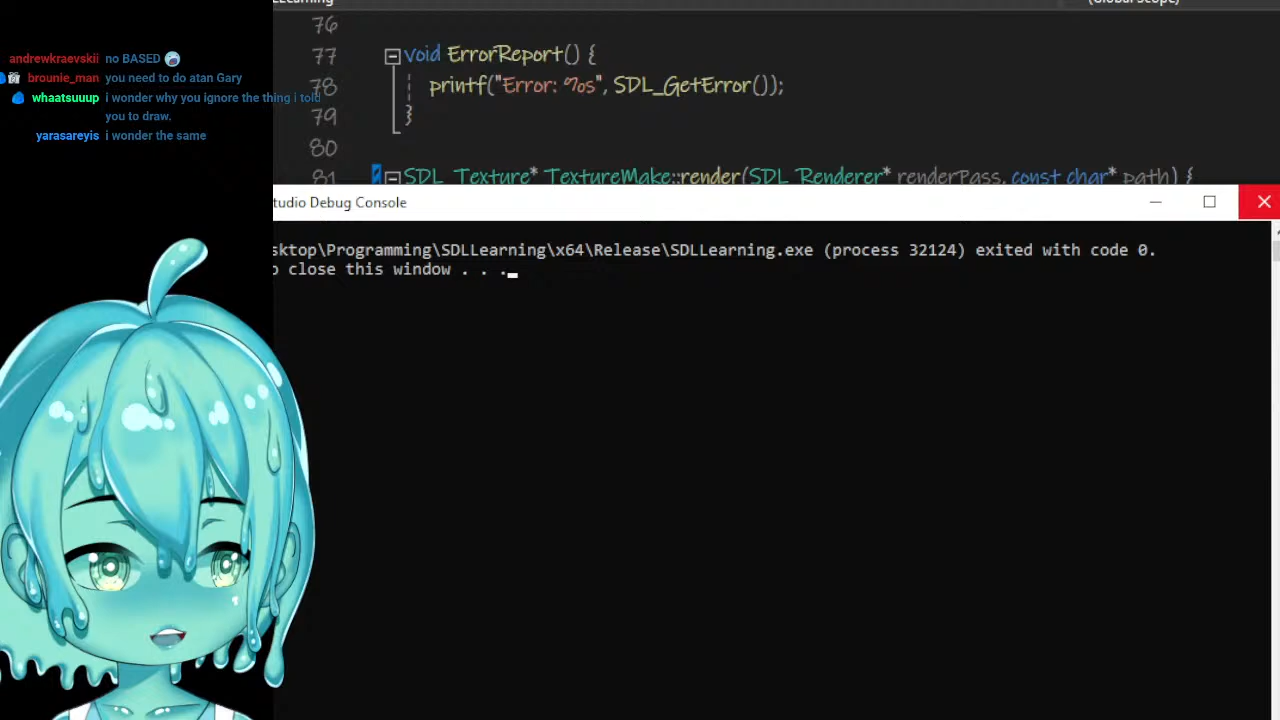 andrewkraevskii no BASED
brounie_man you need to do atan Gary
whaatsuuup i wonder why you ignore the thing i told
you to draw.
yarasareyis i wonder the same
76
77 void ErrorReport() {
78 printf("Error: %s", SDL_GetError());
79 }
80
81 SDL_Texture* TextureMake::render(SDL_Renderer* renderPass, const char* path) {
tudio Debug Console
sktop\Programming\SDLLearning\x64\Release\SDLLearning.exe (process 32124) exited with code 0.
o close this window . . .